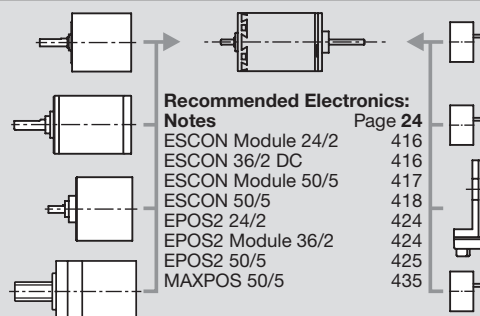 Recommended Electronics:
Notes Page 24
ESCON Module 24/2 416
ESCON 36/2 DC 416
ESCON Module 50/5 417
ESCON 50/5 418
EPOS2 24/2 424
EPOS2 Module 36/2 424
EPOS2 50/5 425
MAXPOS 50/5 435